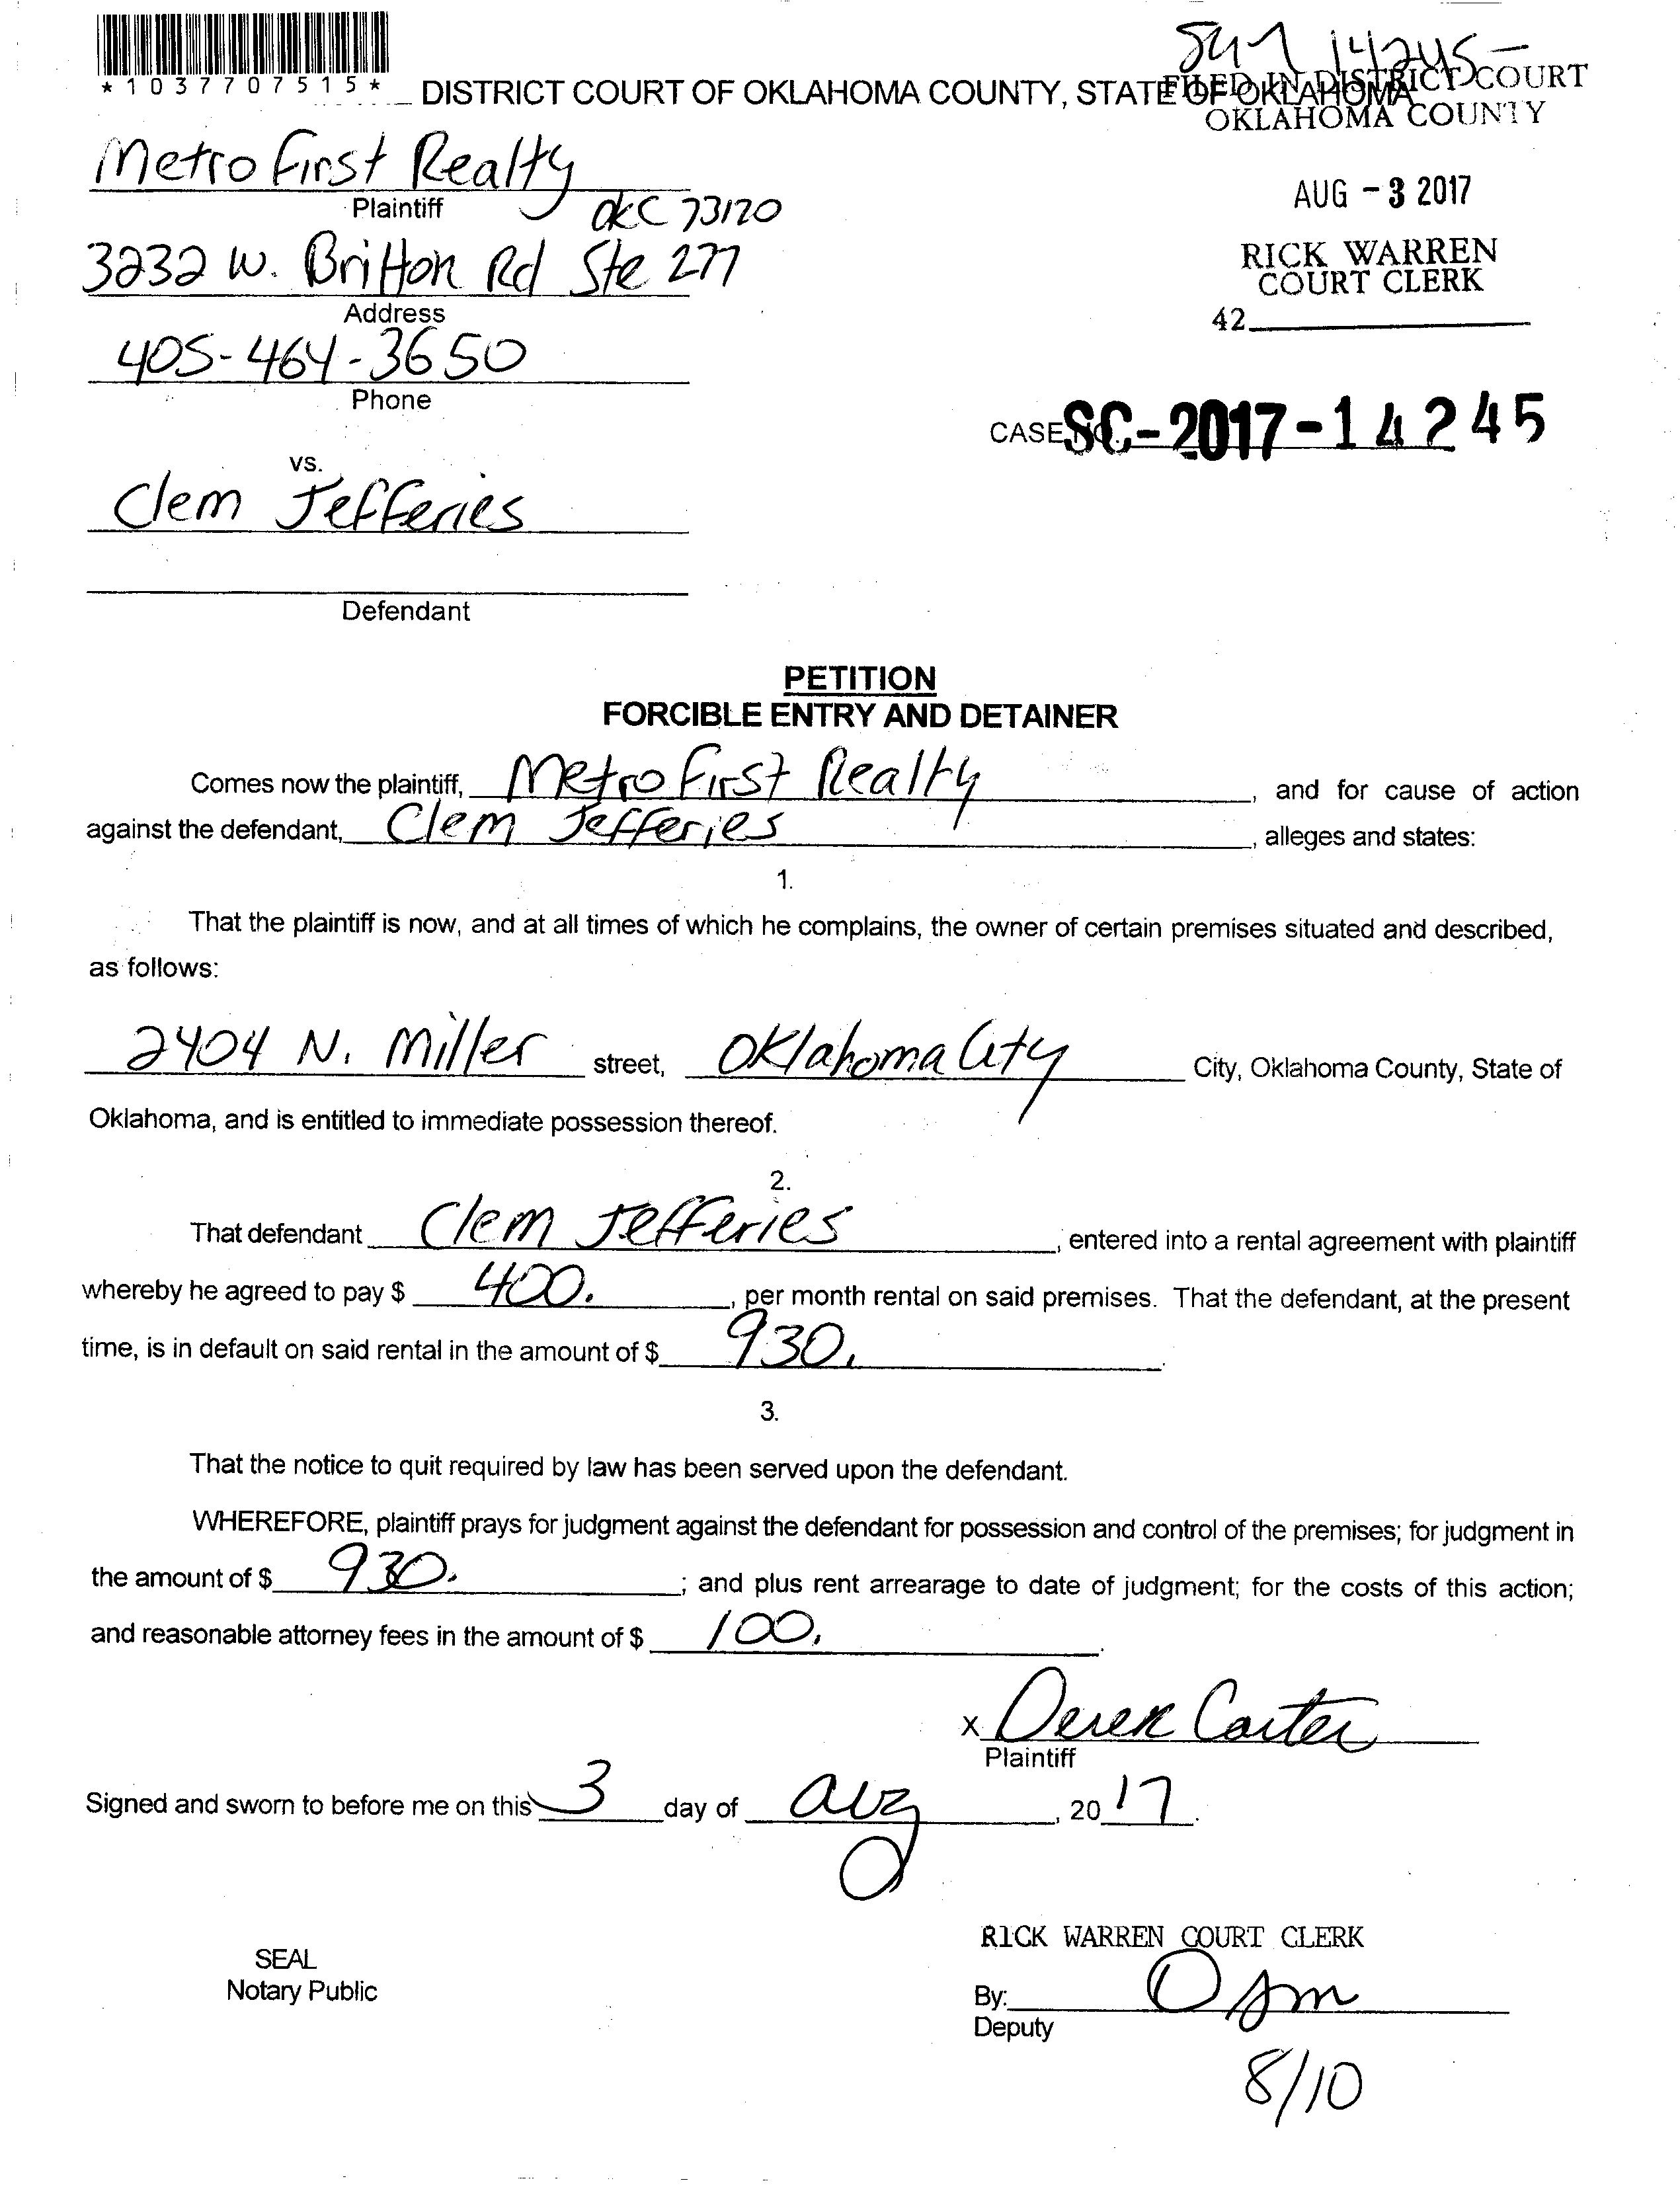 *1037707515*
14245-
DISTRICT COURT OF OKLAHOMA COUNTY, STATE OF OKLAHOMA
FILED IN DISTRICT COURT
OKLAHOMA COUNTY
Metro First Realty
Plaintiff
AUG - 3 2017
OKC 73120
3232 W. Britton Rd Ste 277
Address
RICK WARREN
COURT CLERK
42
405-464-3650
Phone
CASE NO. SC-2017-14245
vs.
Clem Jefferies
Defendant
PETITION
FORCIBLE ENTRY AND DETAINER
Comes now the plaintiff, Metro First Realty, and for cause of action
against the defendant, Clem Jefferies, alleges and states:
1.
That the plaintiff is now, and at all times of which he complains, the owner of certain premises situated and described,
as follows:
2404 N. Miller street, Oklahoma City City, Oklahoma County, State of
Oklahoma, and is entitled to immediate possession thereof.
2.
That defendant Clem Jefferies, entered into a rental agreement with plaintiff
whereby he agreed to pay $ 400., per month rental on said premises. That the defendant, at the present
time, is in default on said rental in the amount of $ 930..
3.
That the notice to quit required by law has been served upon the defendant.
WHEREFORE, plaintiff prays for judgment against the defendant for possession and control of the premises; for judgment in
the amount of $ 930.; and plus rent arrearage to date of judgment; for the costs of this action;
and reasonable attorney fees in the amount of $ 100..
X Derek Carter
Plaintiff
Signed and sworn to before me on this 3 day of Aug, 2017.
RICK WARREN COURT CLERK
SEAL
Notary Public
By:
Deputy
8/10